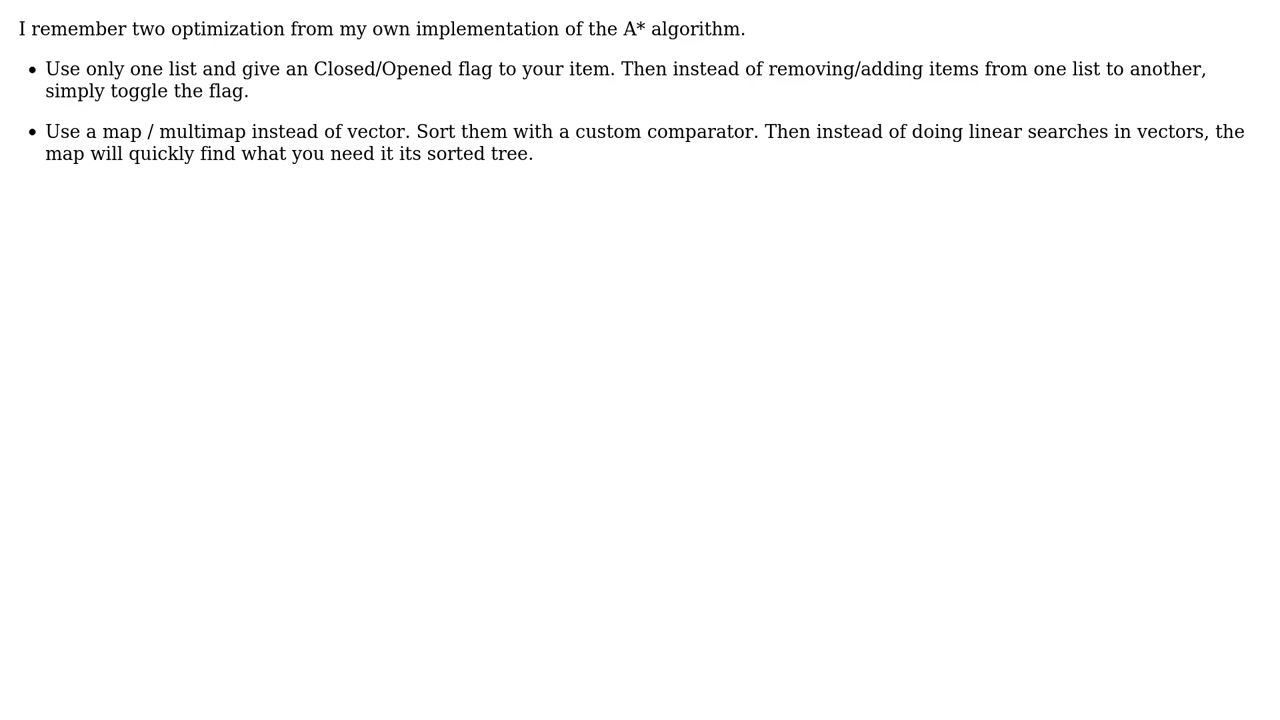 I remember two optimization from my own implementation of the A* algorithm.
• Use only one list and give an Closed/Opened flag to your item. Then instead of removing/adding items from one list to another,
simply toggle the flag.
• Use a map / multimap instead of vector. Sort them with a custom comparator. Then instead of doing linear searches in vectors, the
map will quickly find what you need it its sorted tree.